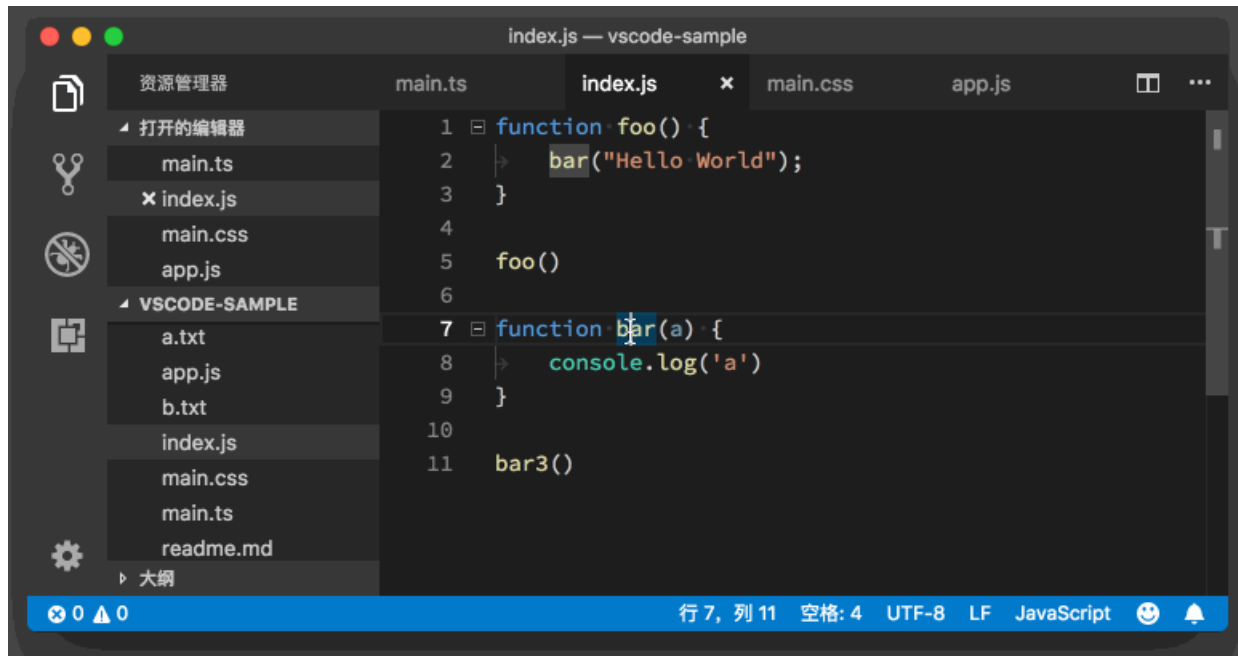 index.js — vscode-sample
资源管理器
main.ts
index.js
main.css
app.js
打开的编辑器
main.ts
index.js
main.css
app.js
VSCODE-SAMPLE
a.txt
app.js
b.txt
index.js
main.css
main.ts
readme.md
大纲
1 function foo() {
2 bar("Hello World");
3 }
4
5 foo()
6
7 function bar(a) {
8 console.log('a')
9 }
10
11 bar3()
0 0
行 7, 列 11 空格: 4 UTF-8 LF JavaScript